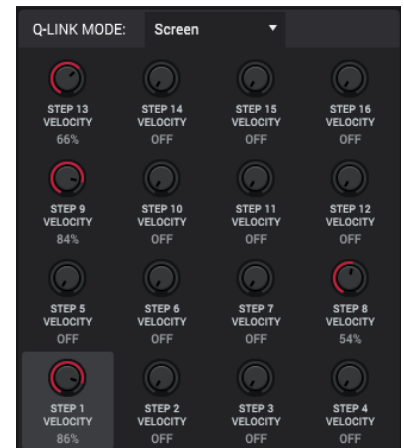 Q-LINK MODE: Screen
STEP 13 STEP 14 STEP 15 STEP 16
VELOCITY VELOCITY VELOCITY VELOCITY
66% OFF OFF OFF
STEP 9 STEP 10 STEP 11 STEP 12
VELOCITY VELOCITY VELOCITY VELOCITY
84% OFF OFF OFF
STEP 5 STEP 6 STEP 7 STEP 8
VELOCITY VELOCITY VELOCITY VELOCITY
OFF OFF OFF 54%
STEP 1 STEP 2 STEP 3 STEP 4
VELOCITY VELOCITY VELOCITY VELOCITY
86% OFF OFF OFF